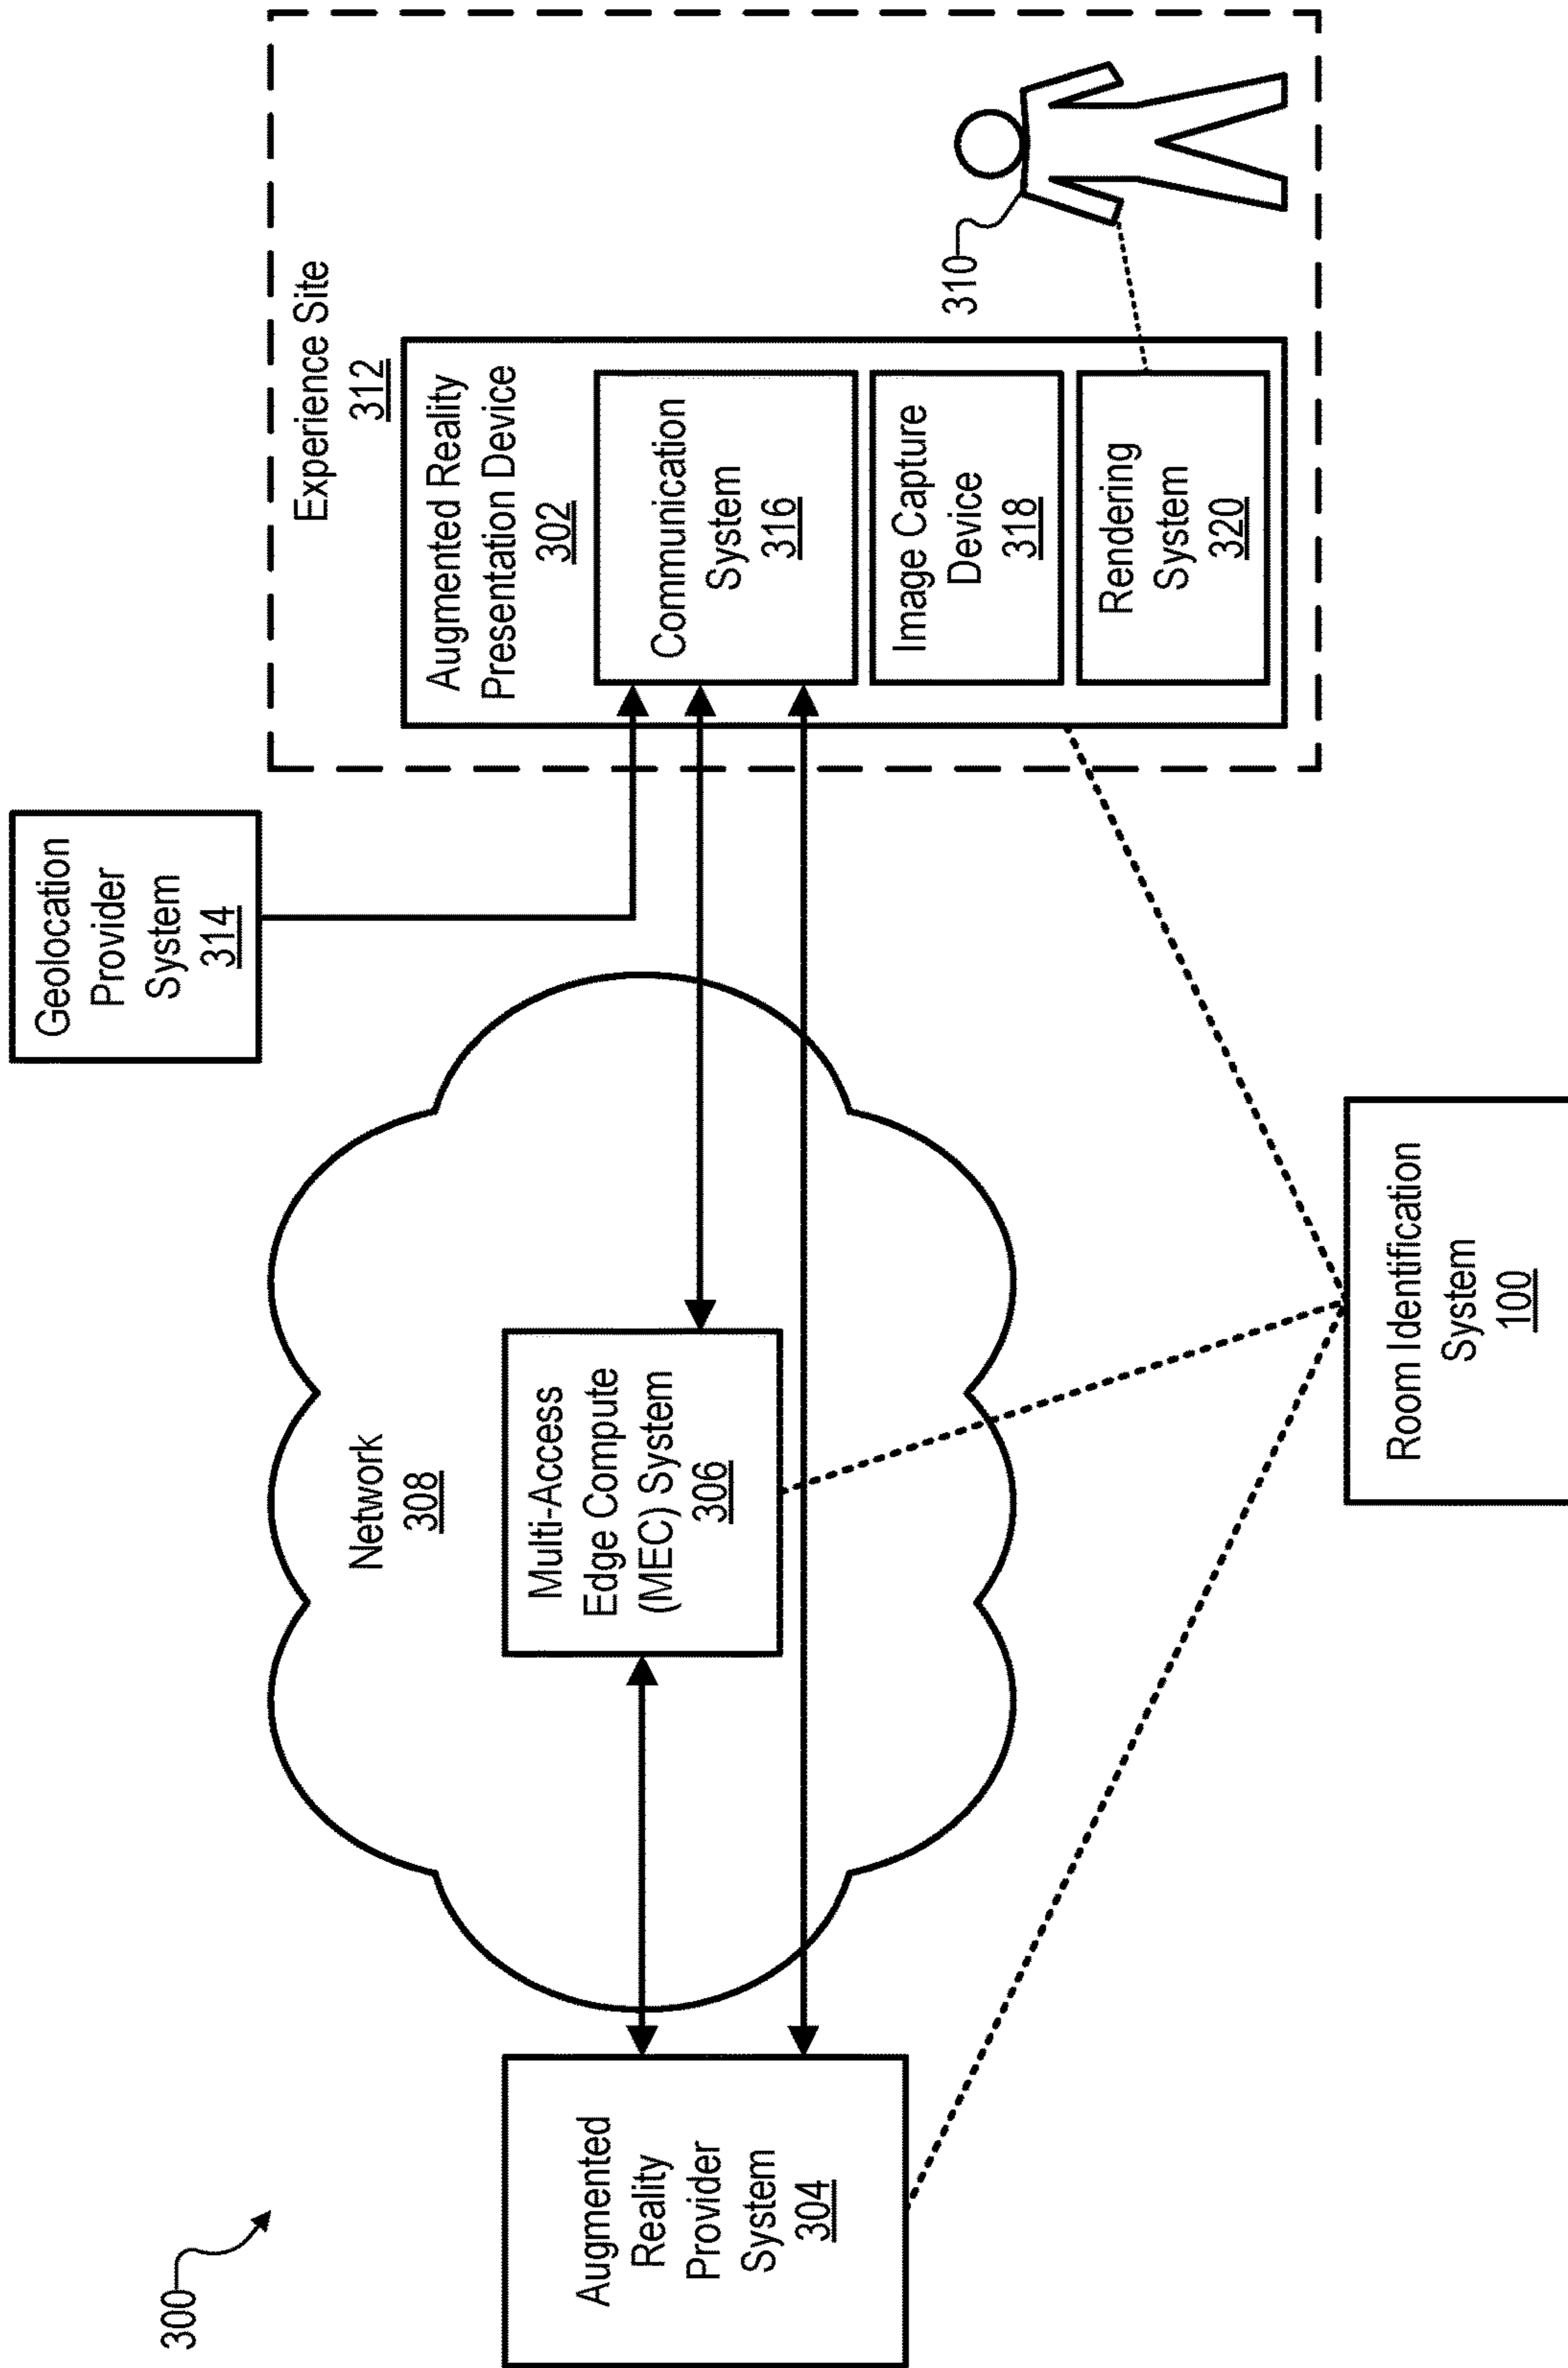 300
Augmented
Reality
Provider
System
304
Network
308
Multi-Access
Edge Compute
(MEC) System
306
Geolocation
Provider
System
314
Experience Site
312
Augmented Reality
Presentation Device
302
Communication
System
316
Image Capture
Device
318
Rendering
System
320
310
Room Identification
System
100